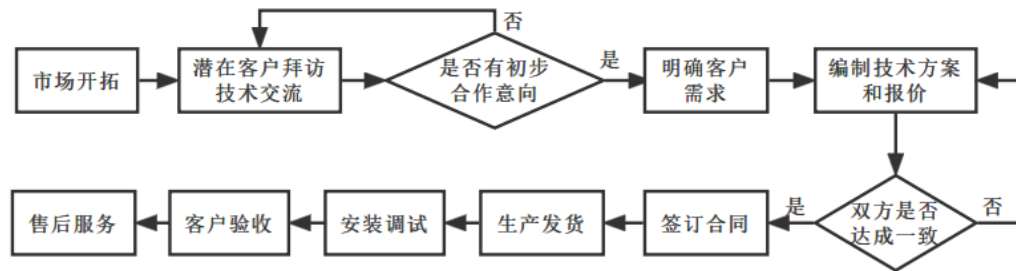 市场开拓
潜在客户拜访
技术交流
否
是否有初步
合作意向
是
明确客户
需求
编制技术方案
和报价
双方是否
达成一致
否
是
签订合同
生产发货
安装调试
客户验收
售后服务